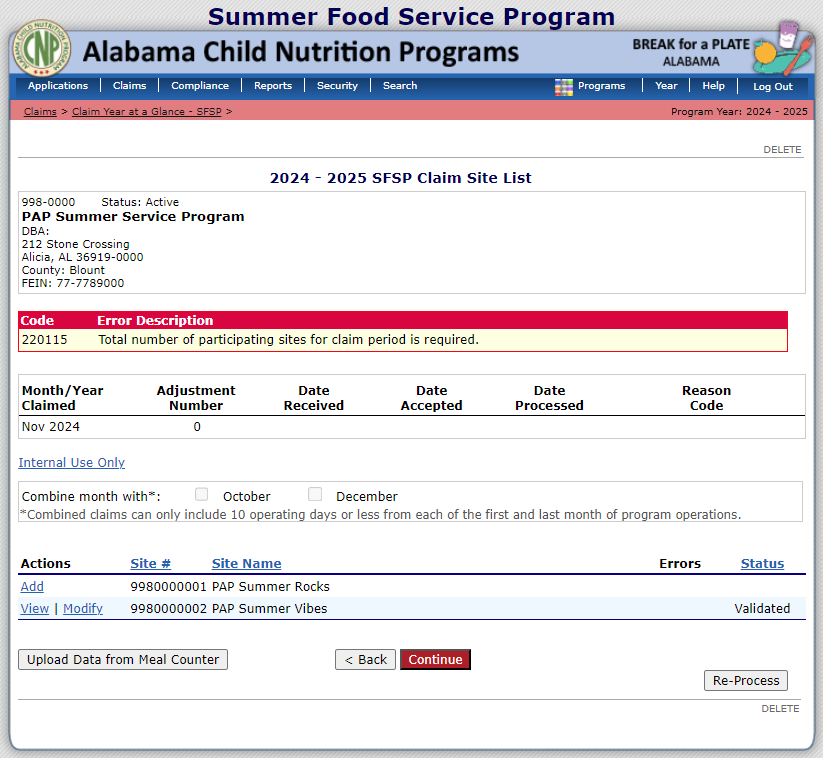 Summer Food Service Program
ALABAMA CHILD NUTRITION PROGRAM
CNP
Alabama Child Nutrition Programs
BREAK for a PLATE
ALABAMA
Applications Claims Compliance Reports Security Search Programs Year Help Log Out
Claims > Claim Year at a Glance - SFSP > Program Year: 2024 - 2025
DELETE
2024 - 2025 SFSP Claim Site List
998-0000 Status: Active
PAP Summer Service Program
DBA:
212 Stone Crossing
Alicia, AL 36919-0000
County: Blount
FEIN: 77-7789000
Code Error Description
220115 Total number of participating sites for claim period is required.
Month/Year Adjustment Date Date Date Reason
Claimed Number Received Accepted Processed Code
Nov 2024 0
Internal Use Only
Combine month with*: October December
*Combined claims can only include 10 operating days or less from each of the first and last month of program operations.
Actions Site # Site Name Errors Status
Add 9980000001 PAP Summer Rocks
View | Modify 9980000002 PAP Summer Vibes Validated
Upload Data from Meal Counter < Back Continue
Re-Process
DELETE